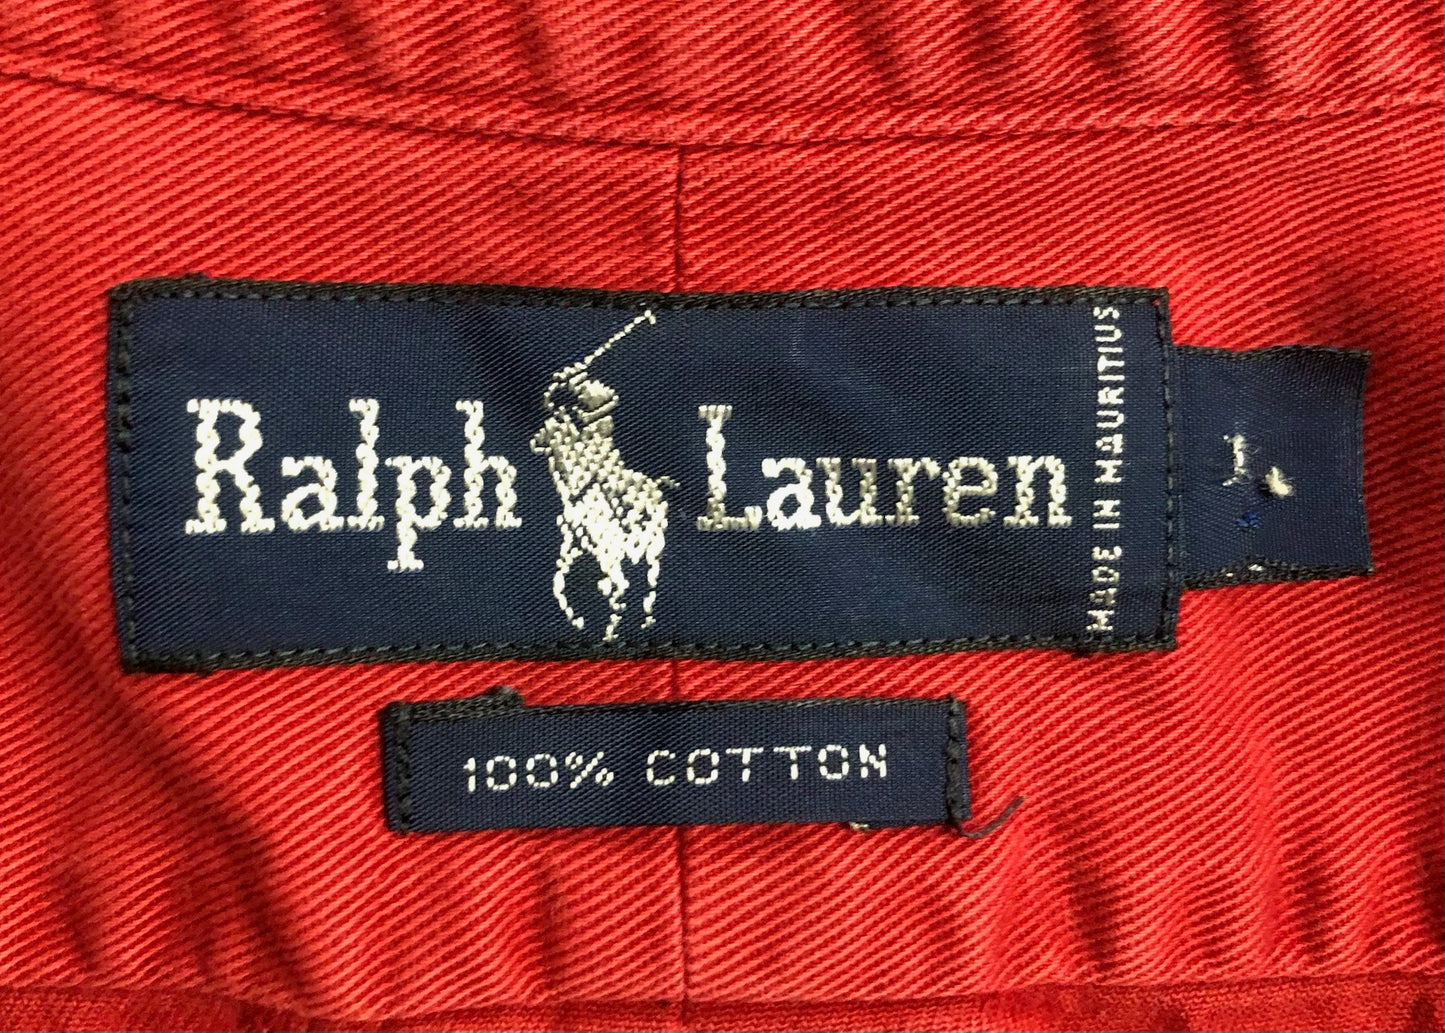 Ralph Lauren
MADE IN MAURITIUS
L
100% COTTON